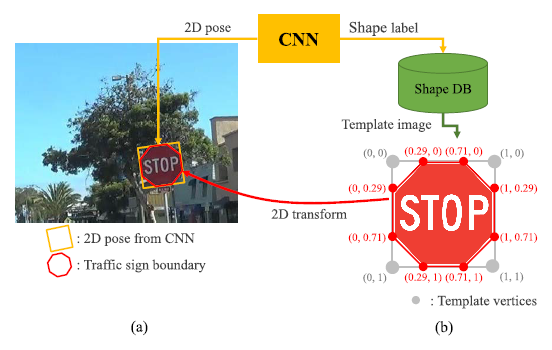 2D pose
CNN
Shape label
Shape DB
Template image
(0, 0)
(0.29, 0)
(0.71, 0)
(1, 0)
STOP
(0, 0.29)
(1, 0.29)
STOP
2D transform
(0, 0.71)
(1, 0.71)
: 2D pose from CNN
(0, 1)
(0.29, 1)
(0.71, 1)
(1, 1)
: Traffic sign boundary
: Template vertices
(a)
(b)